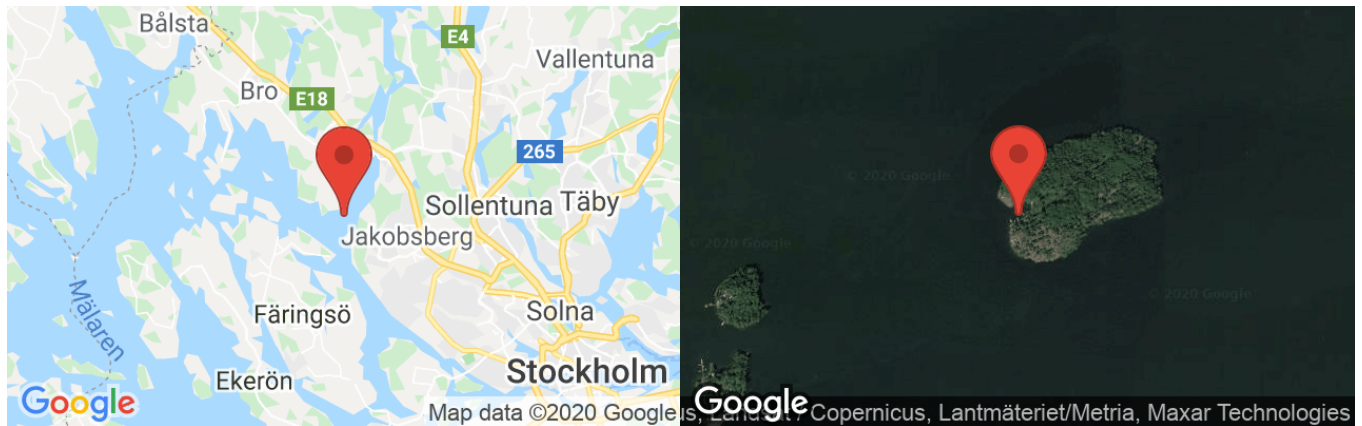 Bålsta
E4
Vallentuna
Bro
E18
265
Sollentuna
Täby
Jakobsberg
Mälaren
Färingsö
Solna
Ekerön
Stockholm
Google
Map data ©2020 Google
© 2020 Google
© 2020 Google
© 2020 Google
Google
Copernicus, Lantmäteriet/Metria, Maxar Technologies